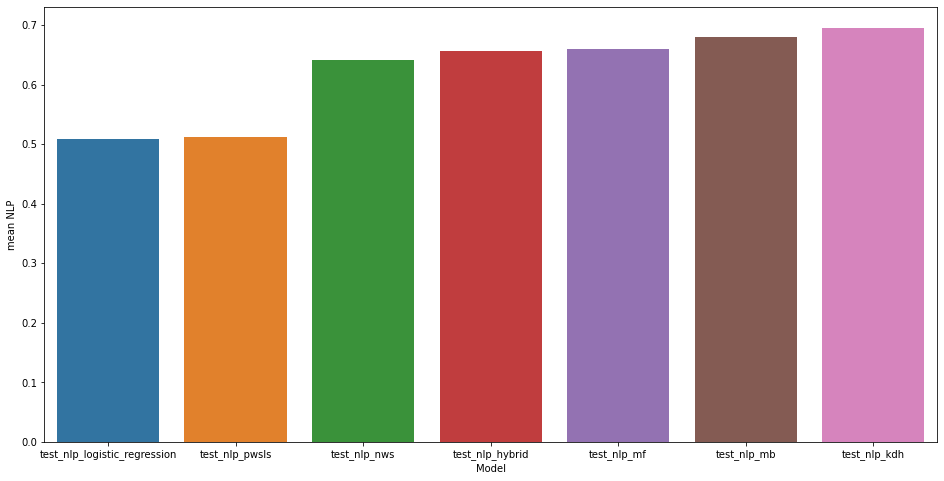 0.7
0.6
0.5
0.4
0.3
0.2
0.1
0.0
mean NLP
test_nlp_logistic_regression test_nlp_pwsls test_nlp_nws test_nlp_hybrid test_nlp_mf test_nlp_mb test_nlp_kdh
Model